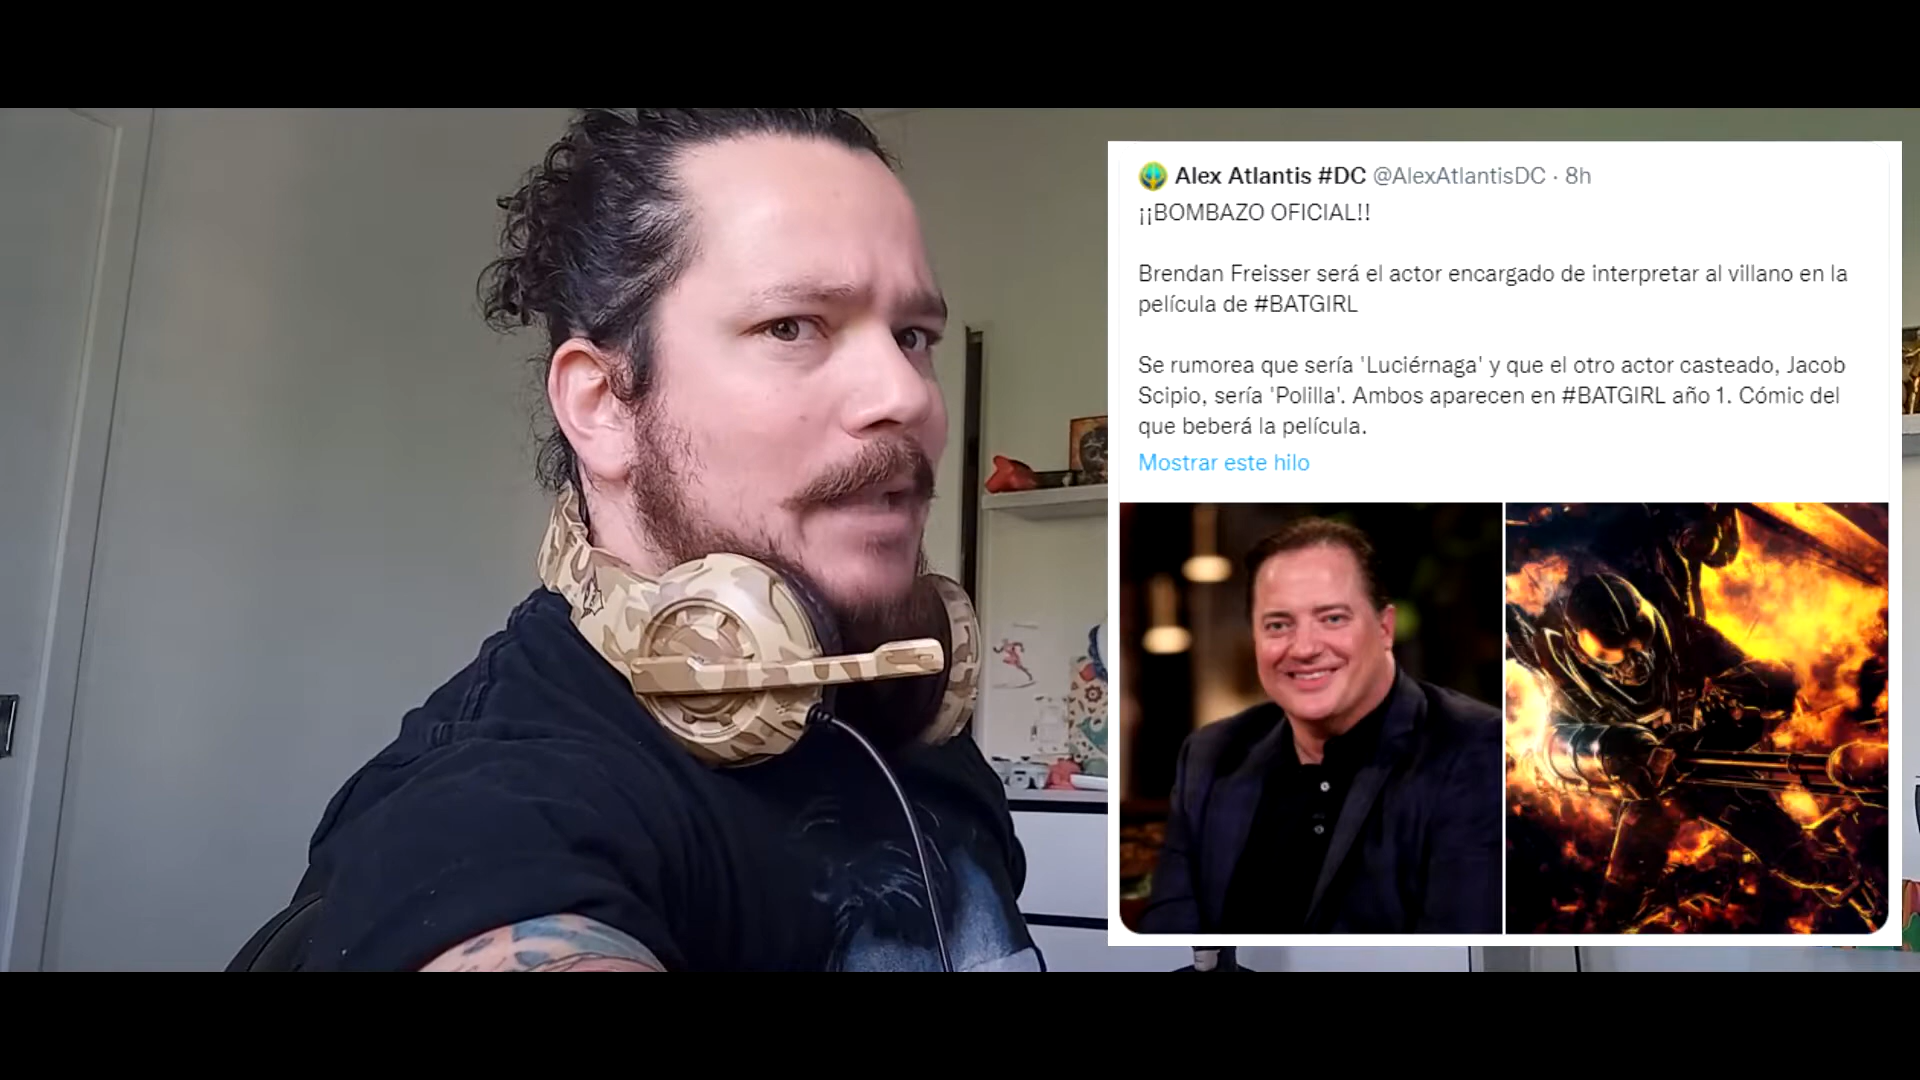 Alex Atlantis #DC @AlexAtlantisDC · 8h
¡¡BOMBAZO OFICIAL!!
Brendan Freisser será el actor encargado de interpretar al villano en la
película de #BATGIRL
Se rumorea que sería 'Luciérnaga' y que el otro actor casteado, Jacob
Scipio, sería 'Polilla'. Ambos aparecen en #BATGIRL año 1. Cómic del
que beberá la película.
Mostrar este hilo